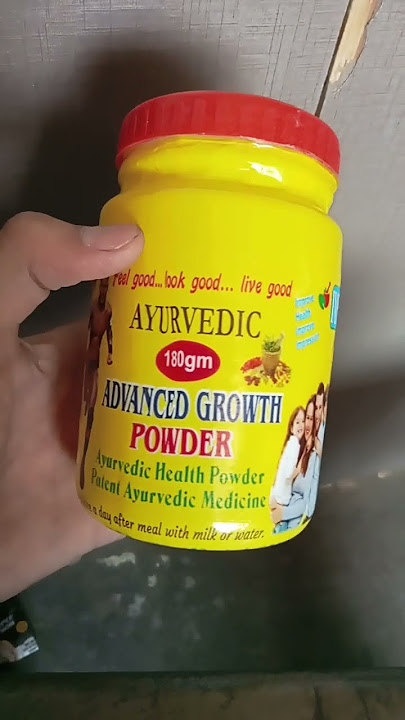 feel good... look good... live good
AYURVEDIC
180gm
ADVANCED GROWTH
POWDER
Ayurvedic Health Powder
Patent Ayurvedic Medicine
a day after meal with milk or water.